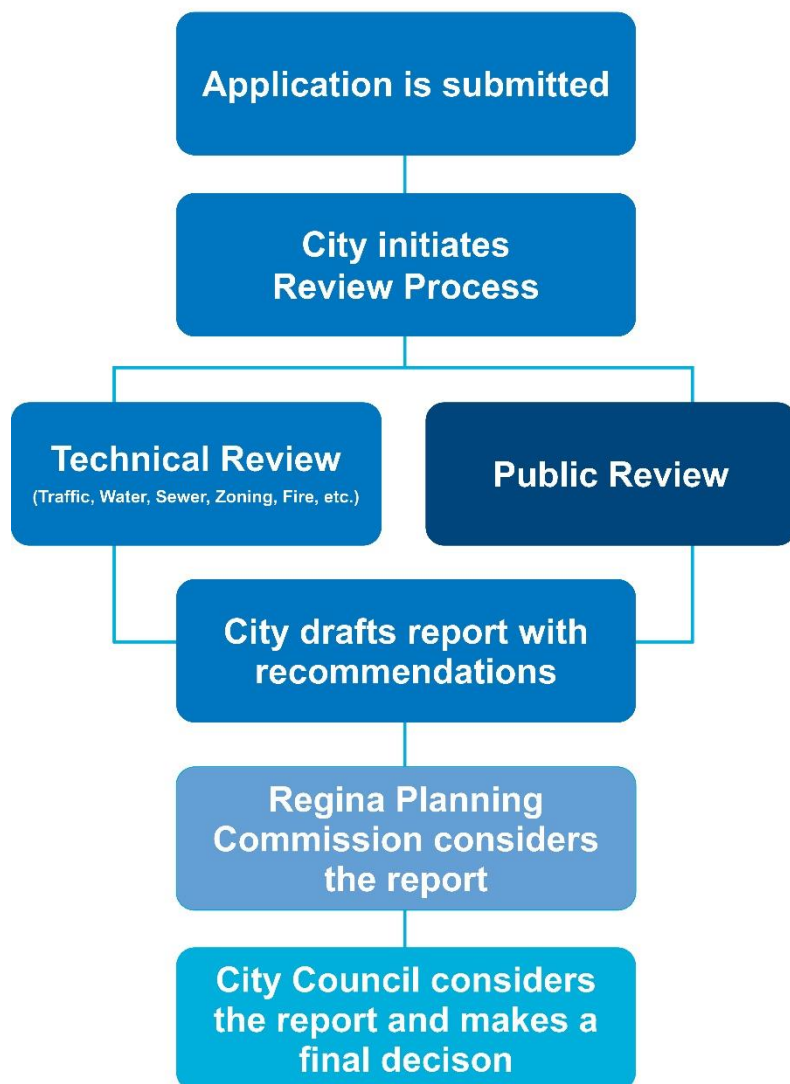 Application is submitted
City initiates
Review Process
Technical Review
(Traffic, Water, Sewer, Zoning, Fire, etc.)
Public Review
City drafts report with
recommendations
Regina Planning
Commission considers
the report
City Council considers
the report and makes a
final decison